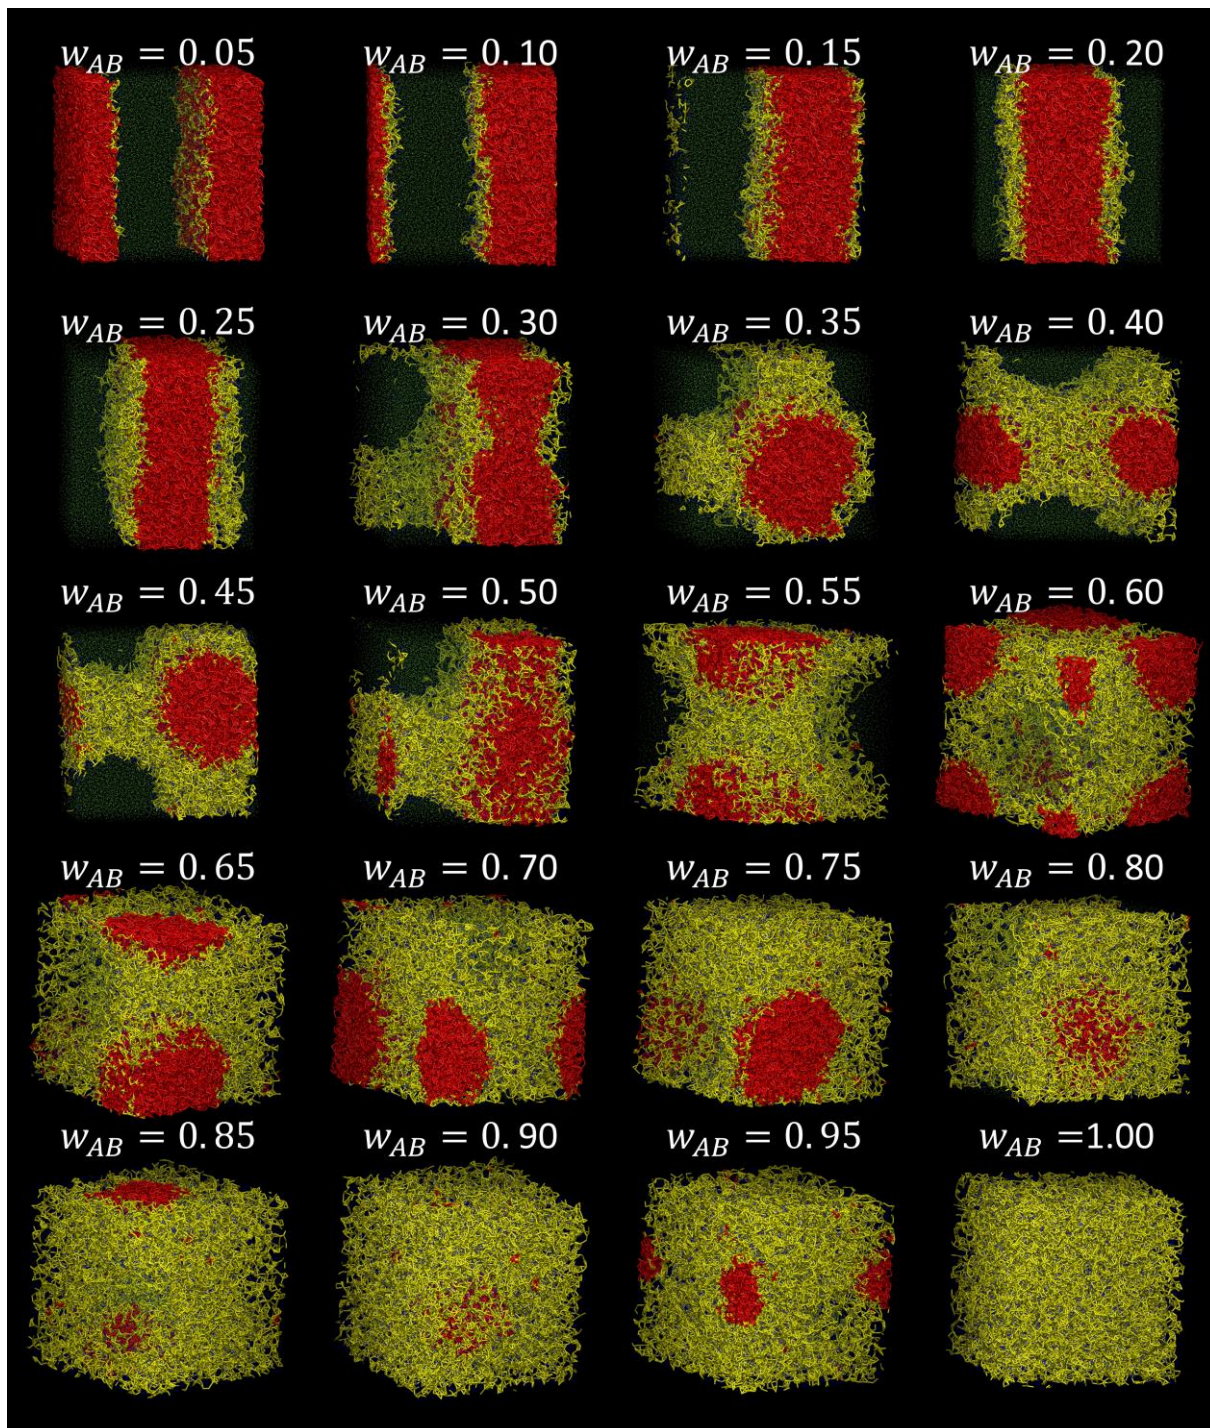 w_AB = 0.05 w_AB = 0.10 w_AB = 0.15 w_AB = 0.20
w_AB = 0.25 w_AB = 0.30 w_AB = 0.35 w_AB = 0.40
w_AB = 0.45 w_AB = 0.50 w_AB = 0.55 w_AB = 0.60
w_AB = 0.65 w_AB = 0.70 w_AB = 0.75 w_AB = 0.80
w_AB = 0.85 w_AB = 0.90 w_AB = 0.95 w_AB =1.00